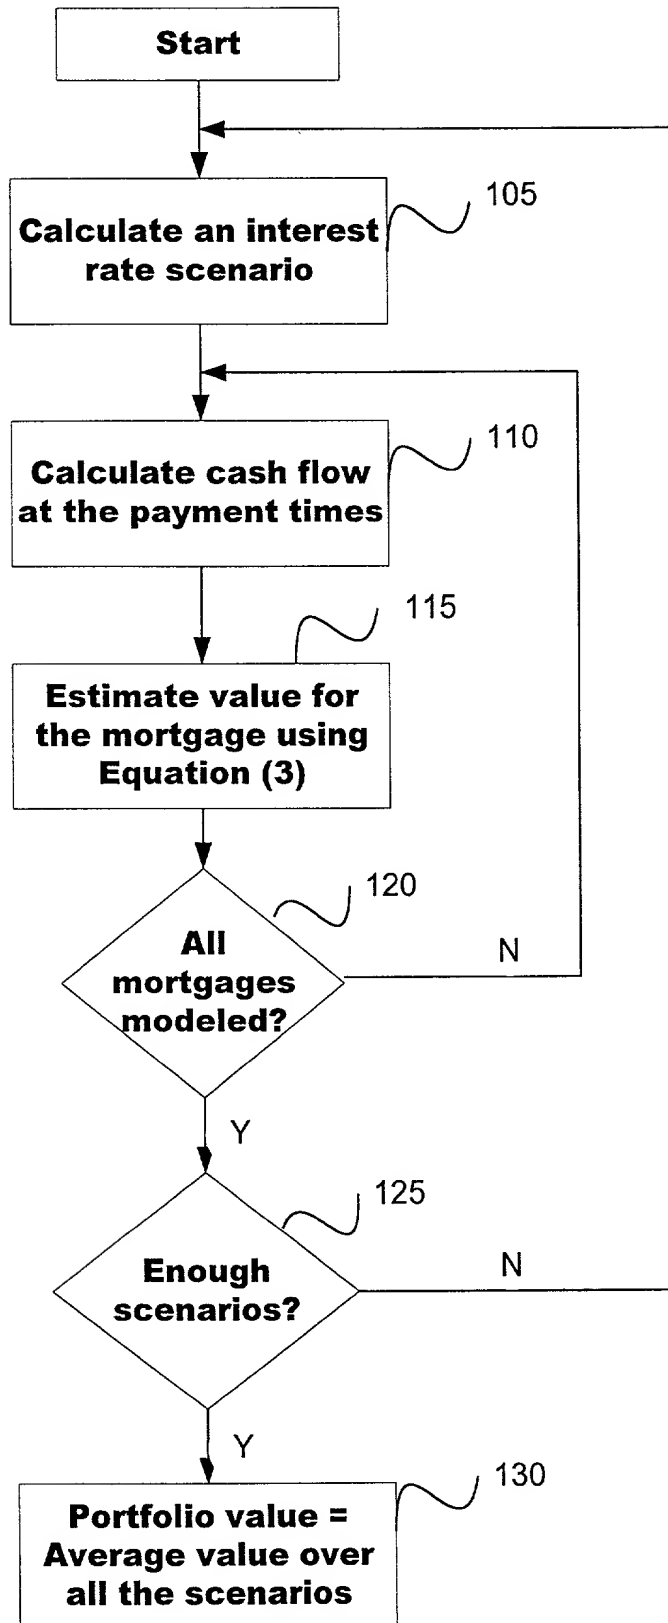 Start
105
Calculate an interest
rate scenario
110
Calculate cash flow
at the payment times
115
Estimate value for
the mortgage using
Equation (3)
120
All
mortgages
modeled?
N
Y
125
Enough
scenarios?
N
Y
130
Portfolio value =
Average value over
all the scenarios